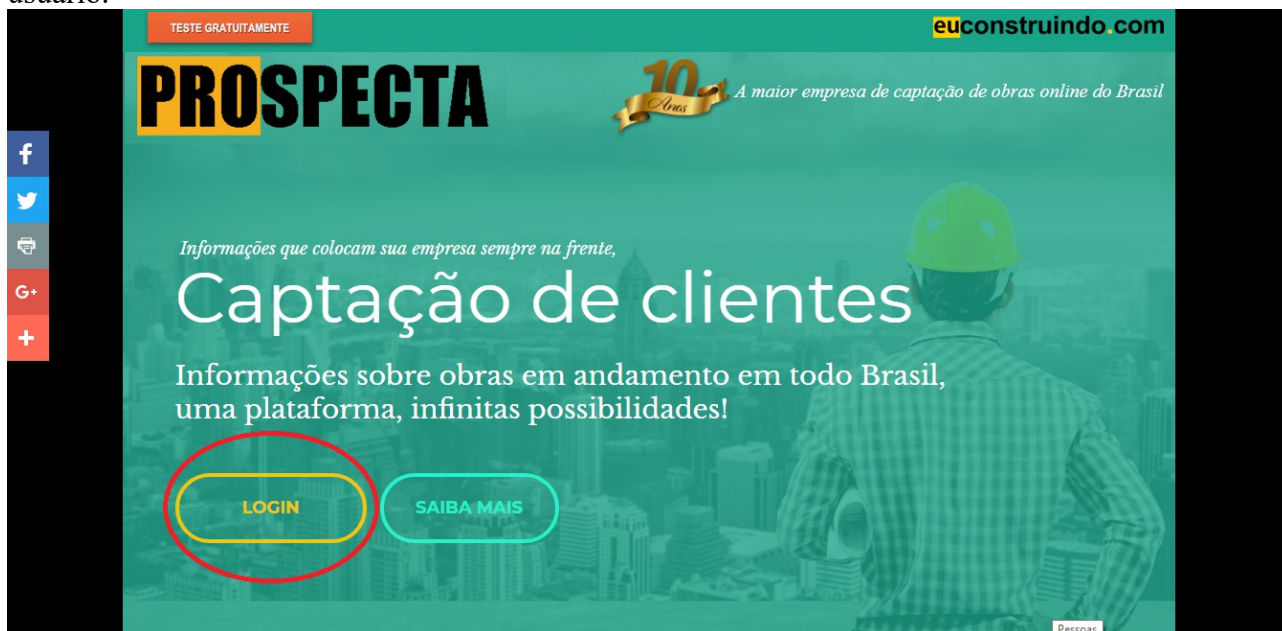 usuário.
TESTE GRATUITAMENTE
euconstruindo.com
PROSPECTA
10
Anos
A maior empresa de captação de obras online do Brasil
f
G+
+
Informações que colocam sua empresa sempre na frente,
Captação de clientes
Informações sobre obras em andamento em todo Brasil,
uma plataforma, infinitas possibilidades!
LOGIN
SAIBA MAIS
Pessoas